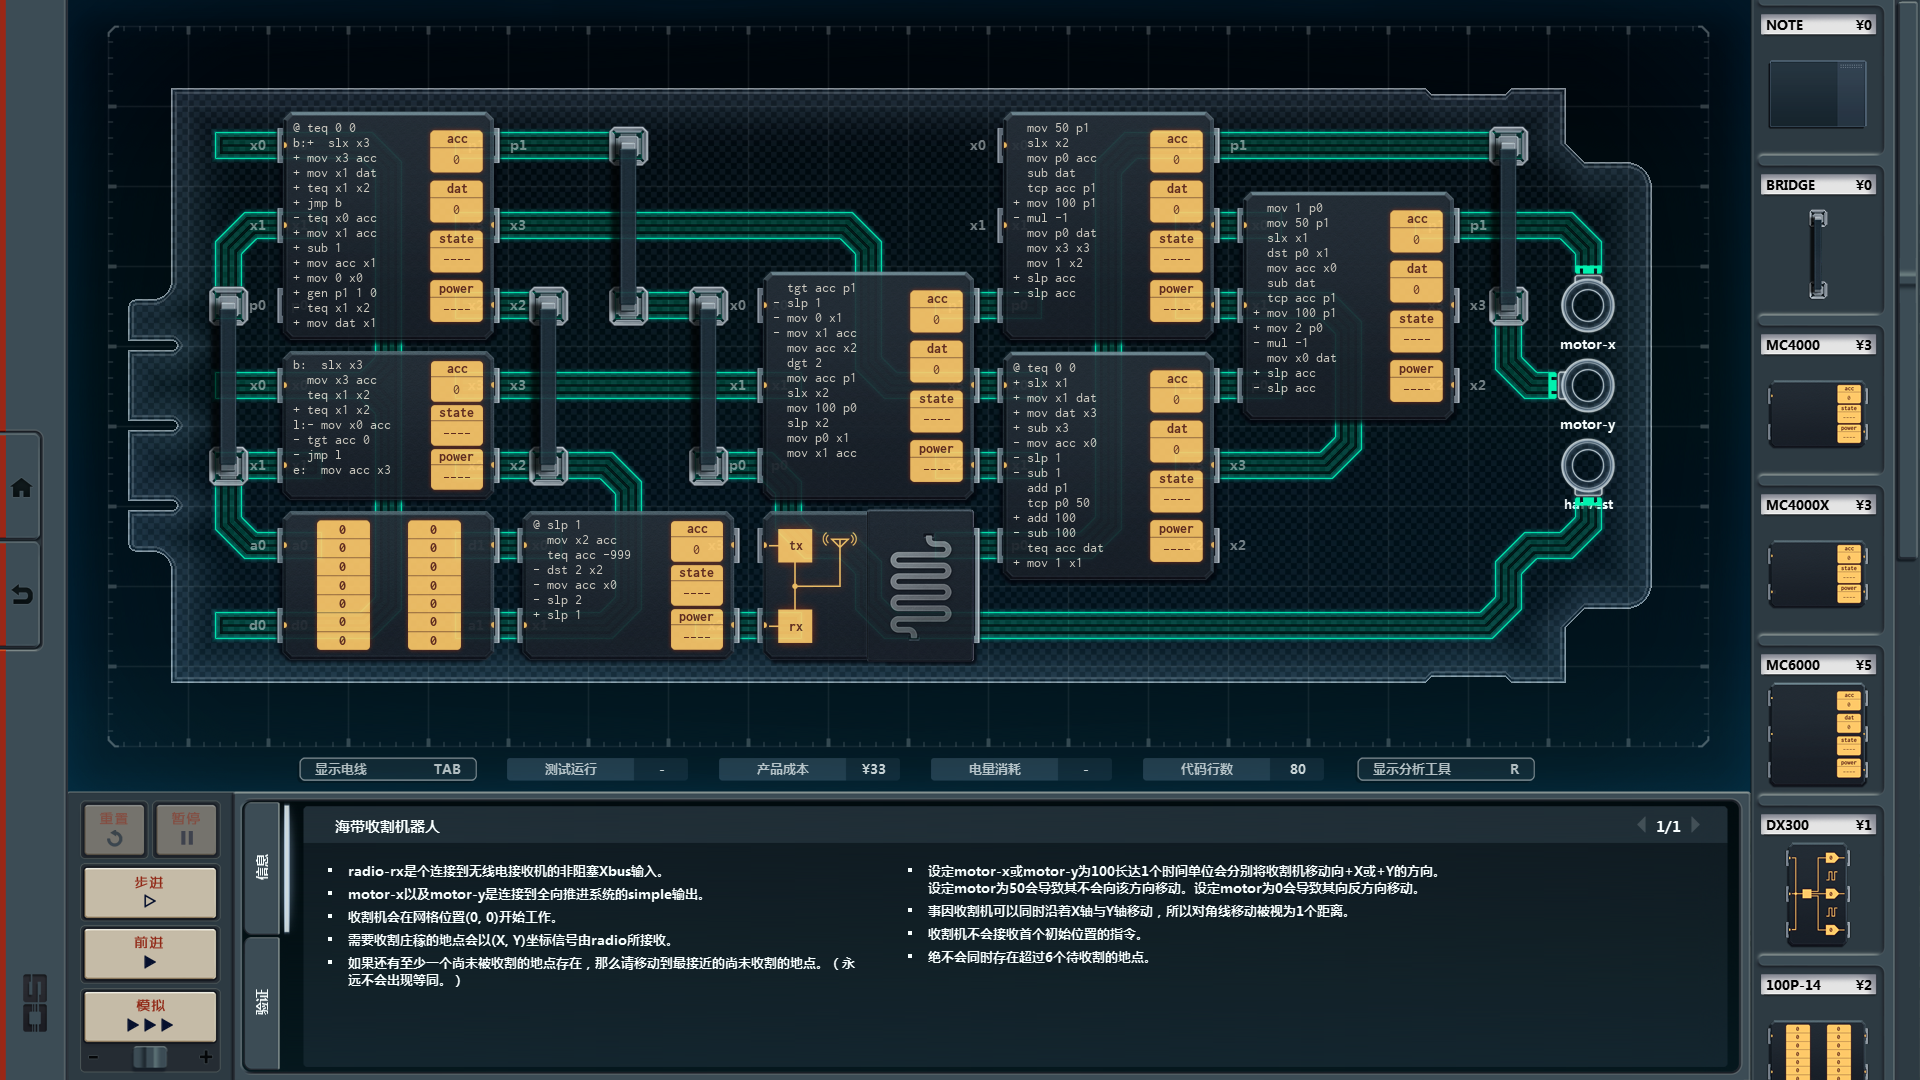 @ teq 0 0
b:+  slx x3
+ mov x3 acc
+ mov x1 dat
+ teq x1 x2
+ jmp b
- teq x0 acc
+ mov x1 acc
+ sub 1
+ mov acc x1
+ mov 0 x0
+ gen p1 1 0
- teq x1 x2
+ mov dat x1
acc
0
dat
0
state
----
power
----
x0
x1
p0
p1
x3
x2
b:  slx x3
mov x3 acc
teq x1 x2
+ teq x1 x2
l:- mov x0 acc
- tgt acc 0
- jmp l
e:  mov acc x3
acc
0
state
----
power
----
x0
x1
x3
x2
a0
d0
0 0
0 0
0 0
0 0
0 0
0 0
0 0
@ slp 1
mov x2 acc
teq acc -999
- dst 2 x2
- mov acc x0
- slp 2
+ slp 1
acc
0
state
----
power
----
tgt acc p1
- slp 1
- mov 0 x1
- mov x1 acc
mov acc x2
dgt 2
mov acc p1
slx x2
mov 100 p0
slp x2
mov p0 x1
mov x1 acc
acc
0
dat
0
state
----
power
----
x0
x1
p0
tx
rx
mov 50 p1
slx x2
mov p0 acc
sub dat
tcp acc p1
+ mov 100 p1
- mul -1
mov p0 dat
mov x3 x3
mov 1 x2
+ slp acc
- slp acc
acc
0
dat
0
state
----
power
----
x0
x1
p1
@ teq 0 0
+ slx x1
+ mov x1 dat
+ mov dat x3
+ sub x3
- mov acc x0
- slp 1
- sub 1
add p1
tcp p0 50
+ add 100
- sub 100
teq acc dat
+ mov 1 x1
acc
0
dat
0
state
----
power
----
x3
x2
mov 1 p0
mov 50 p1
slx x1
dst p0 x1
mov acc x0
sub dat
tcp acc p1
+ mov 100 p1
+ mov 2 p0
- mul -1
mov x0 dat
+ slp acc
- slp acc
acc
0
dat
0
state
----
power
----
p1
x3
x2
motor-x
motor-y
harvest
显示电线 TAB
测试运行 -
产品成本 ¥33
电量消耗 -
代码行数 80
显示分析工具 R
重置
暂停
步进
前进
模拟
- +
信息
验证
海带收割机器人
1/1
▪ radio-rx是个连接到无线电接收机的非阻塞Xbus输入。
▪ motor-x以及motor-y是连接到全向推进系统的simple输出。
▪ 收割机会在网格位置(0, 0)开始工作。
▪ 需要收割庄稼的地点会以(X, Y)坐标信号由radio所接收。
▪ 如果还有至少一个尚未被收割的地点存在，那么请移动到最接近的尚未收割的地点。（永
远不会出现等同。）
▪ 设定motor-x或motor-y为100长达1个时间单位会分别将收割机移动向+X或+Y的方向。
设定motor为50会导致其不会向该方向移动。设定motor为0会导致其向反方向移动。
▪ 事因收割机可以同时沿着X轴与Y轴移动，所以对角线移动被视为1个距离。
▪ 收割机不会接收首个初始位置的指令。
▪ 绝不会同时存在超过6个待收割的地点。
NOTE ¥0
BRIDGE ¥0
MC4000 ¥3
MC4000X ¥3
MC6000 ¥5
DX300 ¥1
100P-14 ¥2